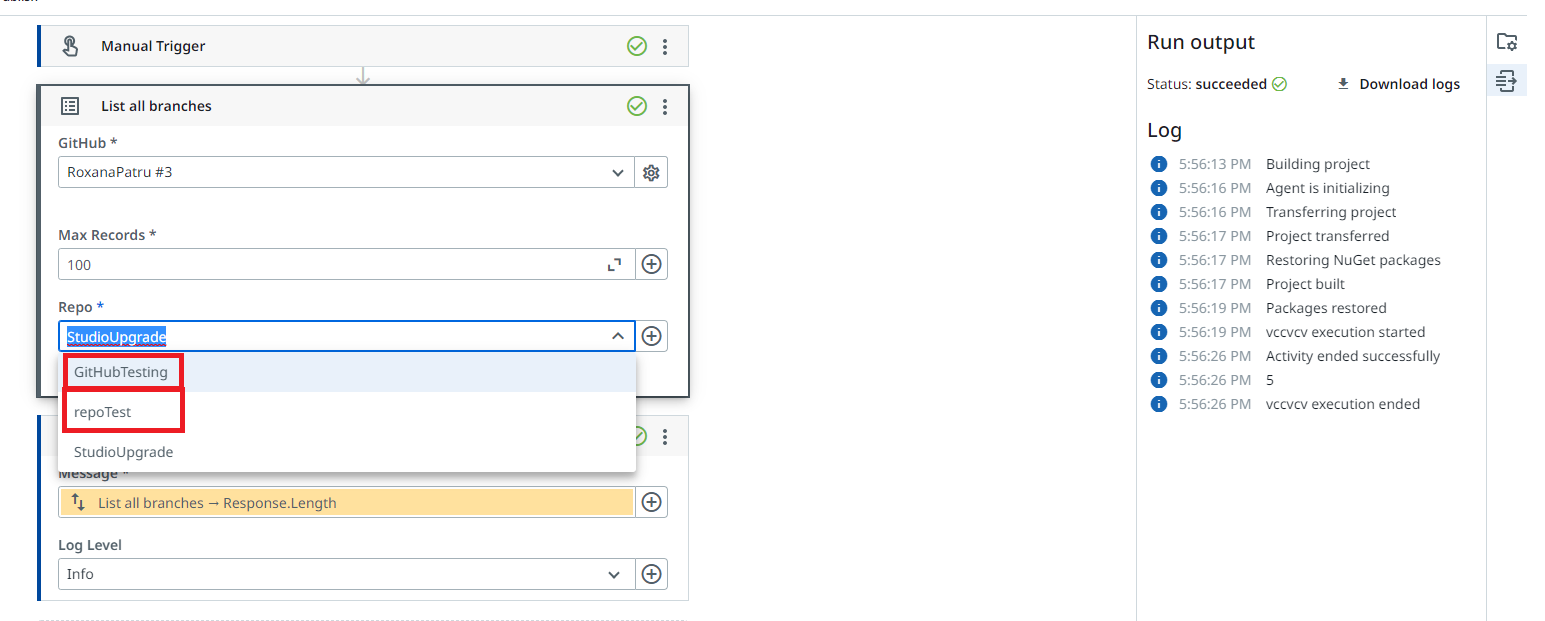 Manual Trigger
List all branches
GitHub *
RoxanaPatru #3
Max Records *
100
Repo *
StudioUpgrade
GitHubTesting
repoTest
StudioUpgrade
Message *
List all branches → Response.Length
Log Level
Info
Run output
Status: succeeded
Download logs
Log
5:56:13 PM Building project
5:56:16 PM Agent is initializing
5:56:16 PM Transferring project
5:56:17 PM Project transferred
5:56:17 PM Restoring NuGet packages
5:56:17 PM Project built
5:56:19 PM Packages restored
5:56:19 PM vccvcv execution started
5:56:26 PM Activity ended successfully
5:56:26 PM 5
5:56:26 PM vccvcv execution ended